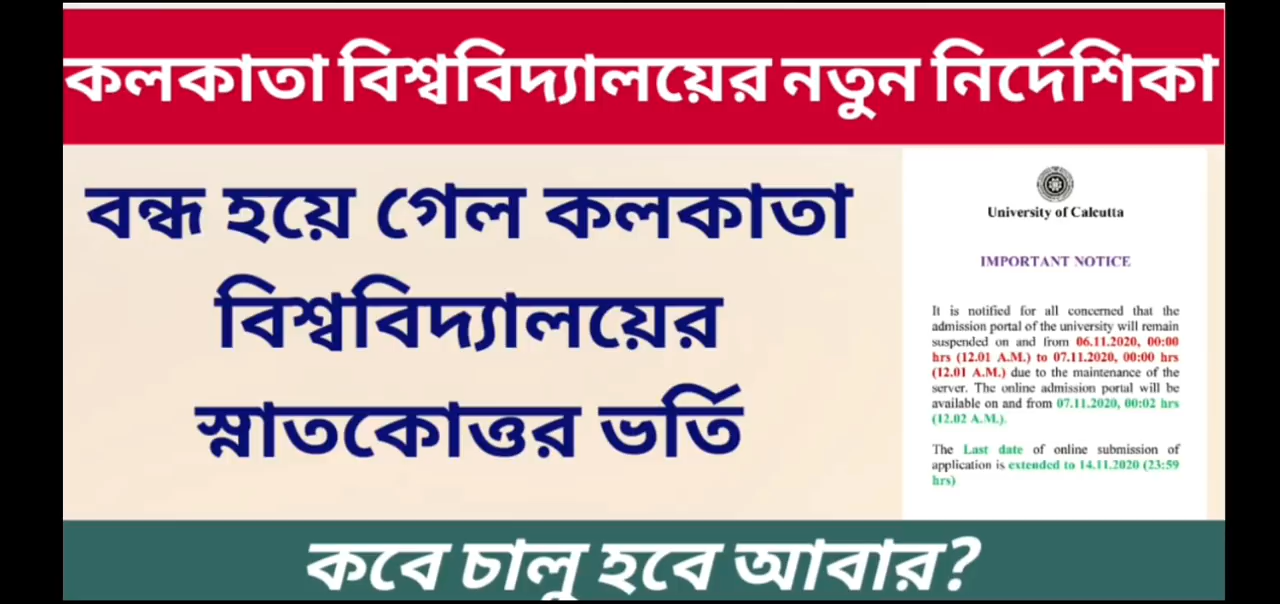 কলকাতা বিশ্ববিদ্যালয়ের নতুন নির্দেশিকা
বন্ধ হয়ে গেল কলকাতা
বিশ্ববিদ্যালয়ের
স্নাতকোত্তর ভর্তি
University of Calcutta
IMPORTANT NOTICE
It is notified for all concerned that the
admission portal of the university will remain
suspended on and from 06.11.2020, 00:00
hrs (12.01 A.M.) to 07.11.2020, 00:00 hrs
(12.01 A.M.) due to the maintenance of the
server. The online admission portal will be
available on and from 07.11.2020, 00:02 hrs
(12.02 A.M.).
The Last date of online submission of
application is extended to 14.11.2020 (23:59
hrs)
কবে চালু হবে আবার?